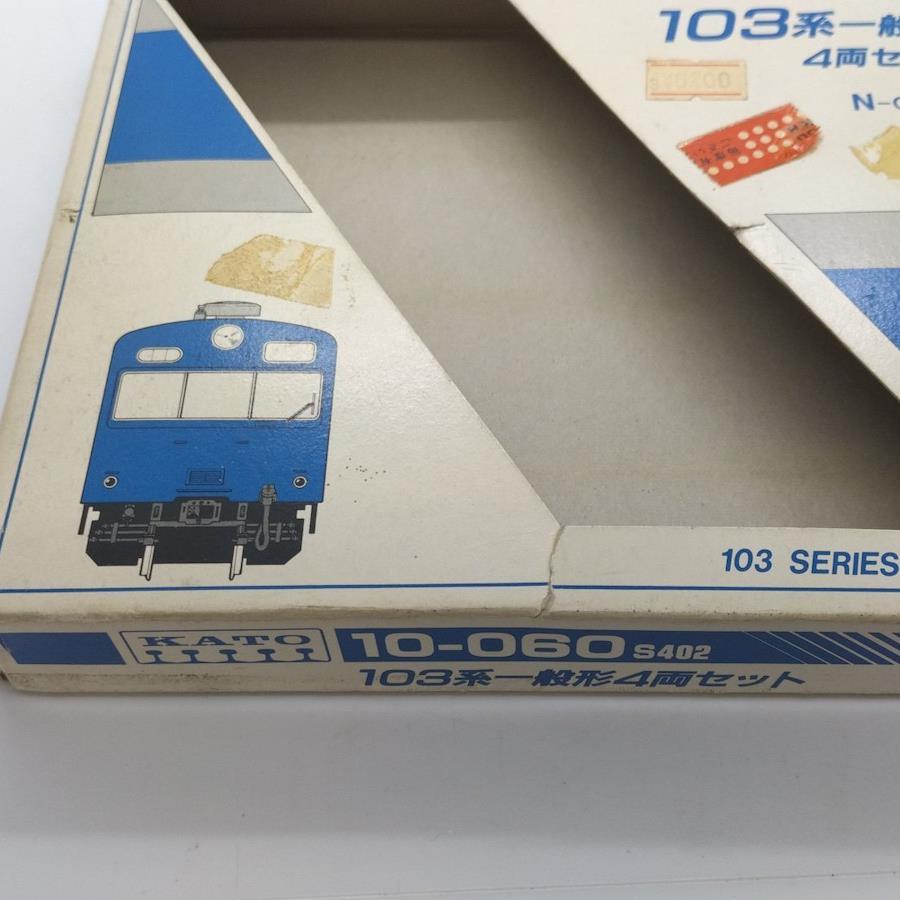 103系一般
4両セ
N-
103 SERIES
KATO 10-060 S402
103系一般形4両セット